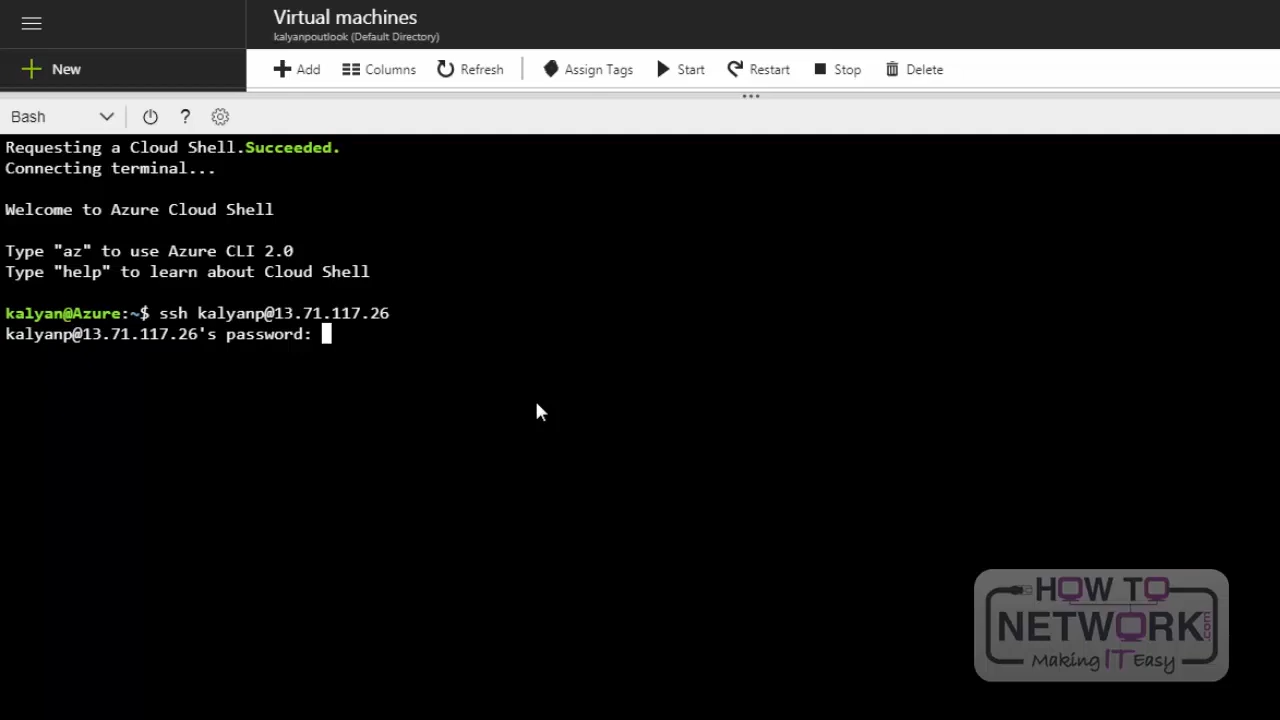 Virtual machines
kalyanpoutlook (Default Directory)
New
Add Columns Refresh Assign Tags Start Restart Stop Delete
Bash ?
Requesting a Cloud Shell.Succeeded.
Connecting terminal...
Welcome to Azure Cloud Shell
Type "az" to use Azure CLI 2.0
Type "help" to learn about Cloud Shell
kalyan@Azure:~$ ssh kalyanp@13.71.117.26
kalyanp@13.71.117.26's password:
HOW TO
NETWORK.com
Making IT Easy